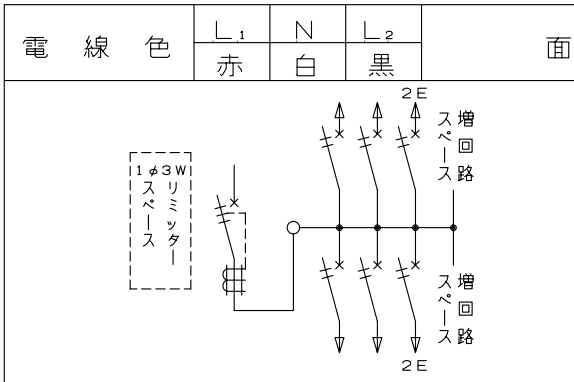 電線色 L₁ N L₂ 面
赤 白 黒
2E
増回路
スペース
1φ3W
リミッター
スペース
増回路
スペース
2E